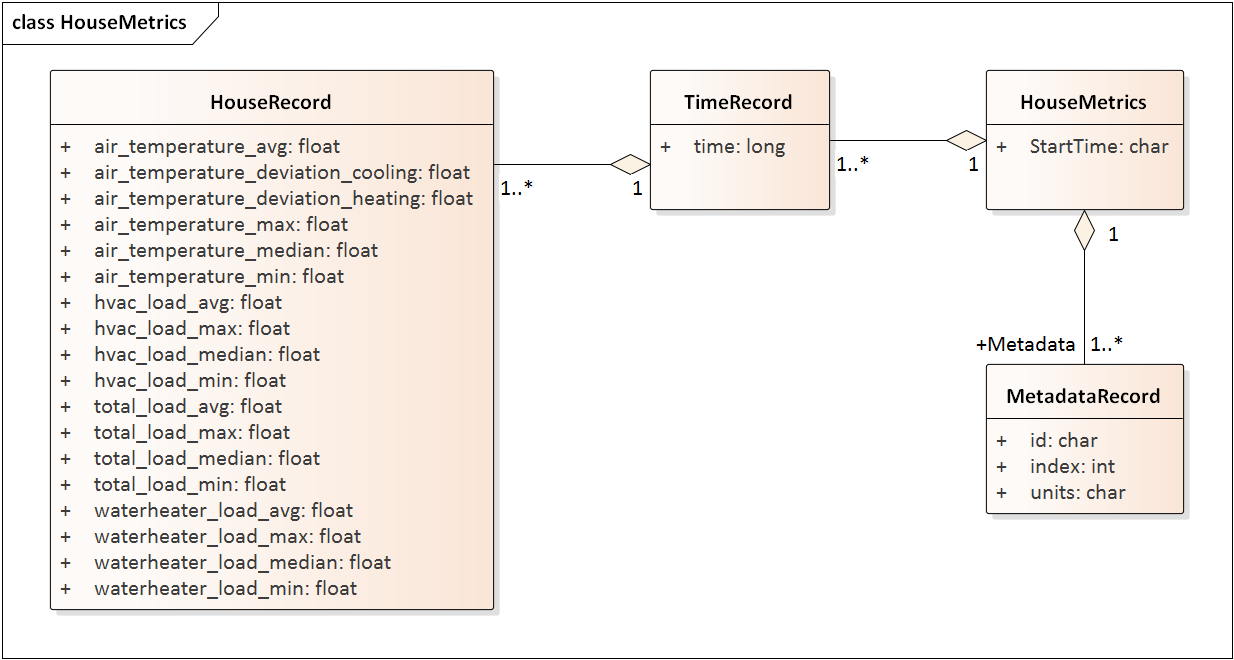 class HouseMetrics
HouseRecord
+ air_temperature_avg: float
+ air_temperature_deviation_cooling: float
+ air_temperature_deviation_heating: float
+ air_temperature_max: float
+ air_temperature_median: float
+ air_temperature_min: float
+ hvac_load_avg: float
+ hvac_load_max: float
+ hvac_load_median: float
+ hvac_load_min: float
+ total_load_avg: float
+ total_load_max: float
+ total_load_median: float
+ total_load_min: float
+ waterheater_load_avg: float
+ waterheater_load_max: float
+ waterheater_load_median: float
+ waterheater_load_min: float
1..*
1
TimeRecord
+ time: long
1..*
1
HouseMetrics
+ StartTime: char
1
+Metadata
1..*
MetadataRecord
+ id: char
+ index: int
+ units: char